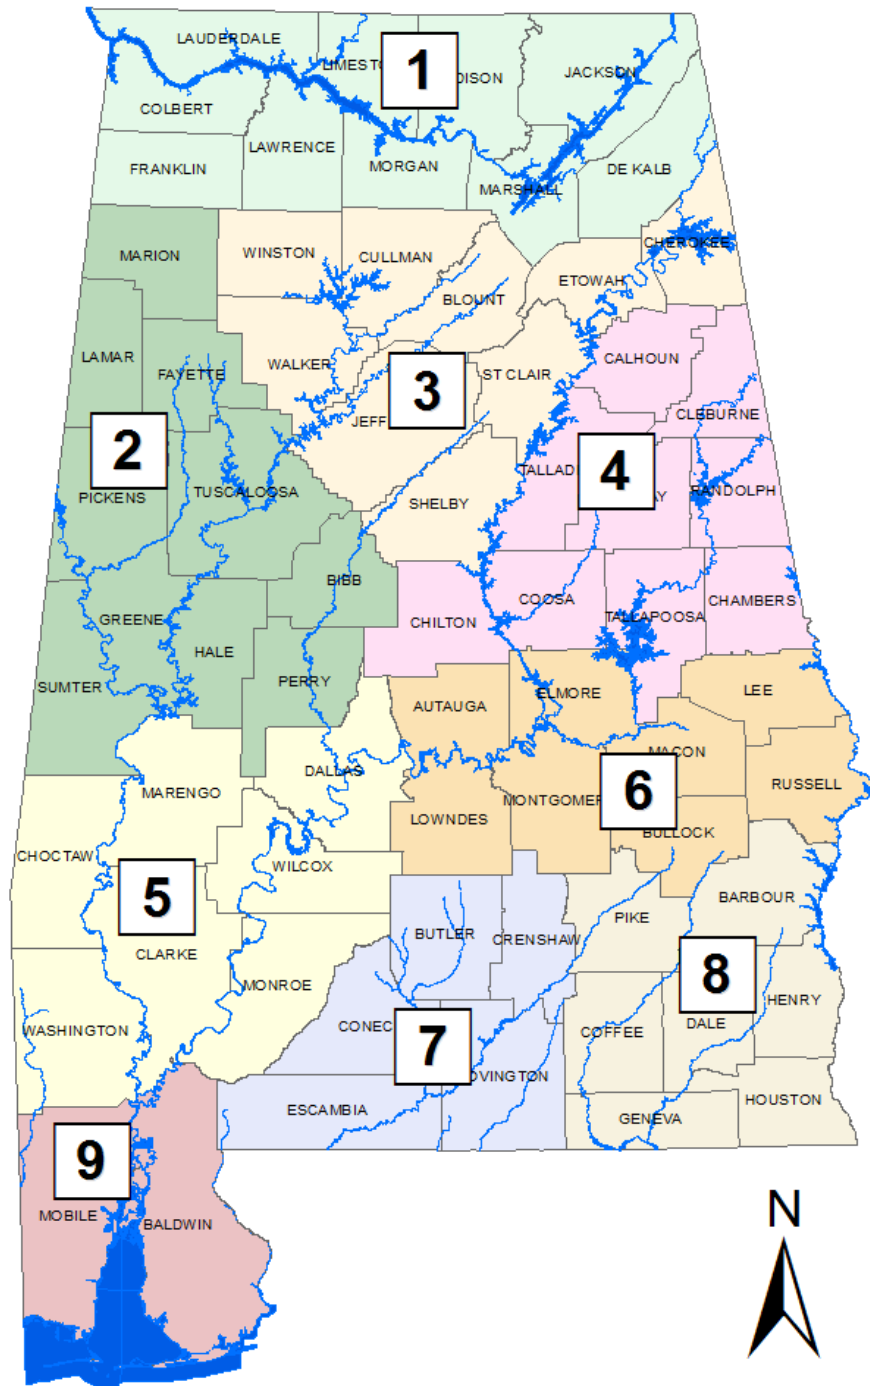 LAUDERDALE
LIMESTO
1
DISON
JACKSON
COLBERT
LAWRENCE
FRANKLIN
MORGAN
MARSHALL
DE KALB
MARION
WINSTON
CULLMAN
CHEROKEE
ETOWAH
BLOUNT
LAMAR
FAYETTE
WALKER
3
ST CLAIR
CALHOUN
JEFF
CLEBURNE
2
PICKENS
TUSCALOOSA
TALLAD
4
AY
RANDOLPH
SHELBY
BIBB
GREENE
HALE
CHILTON
COOSA
TALLAPOOSA
CHAMBERS
SUMTER
PERRY
AUTAUGA
ELMORE
LEE
MACON
DALLAS
MARENGO
LOWNDES
MONTGOMER
6
RUSSELL
BULLOCK
CHOCTAW
WILCOX
5
BARBOUR
PIKE
BUTLER
CRENSHAW
CLARKE
MONROE
8
HENRY
WASHINGTON
CONEC
7
COFFEE
DALE
OVINGTON
ESCAMBIA
GENEVA
HOUSTON
9
MOBILE
BALDWIN
N